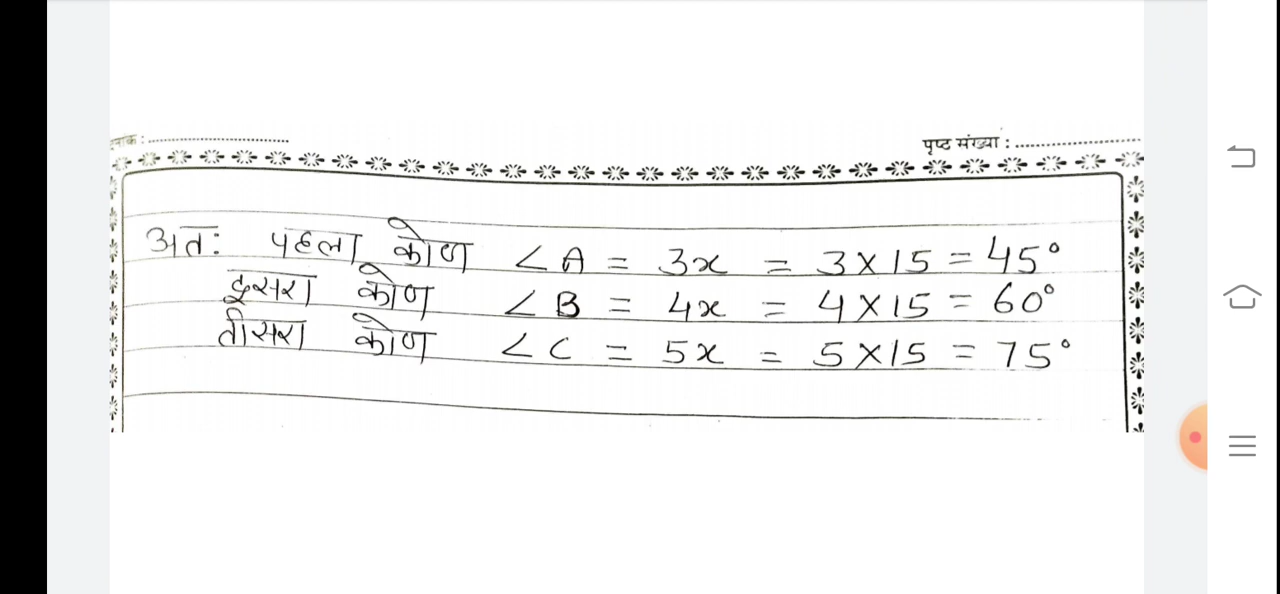 पृष्ठ संख्या :
अतः पहला कोण ∠A = 3x = 3×15 = 45°
दूसरा कोण ∠B = 4x = 4×15 = 60°
तीसरा कोण ∠C = 5x = 5×15 = 75°